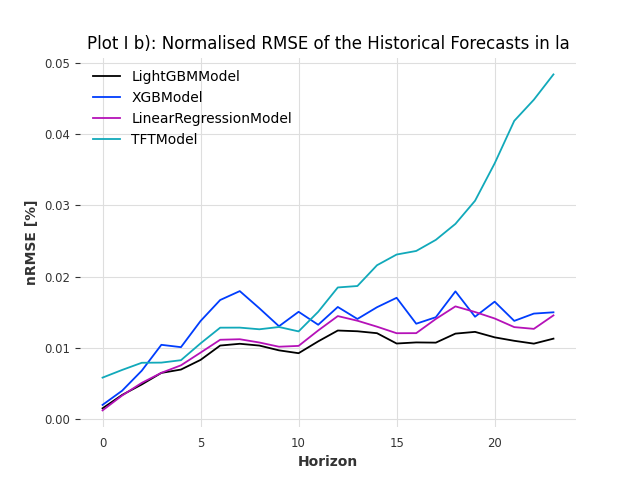 Plot I b): Normalised RMSE of the Historical Forecasts in la
LightGBMModel
XGBModel
LinearRegressionModel
TFTModel
nRMSE [%]
0.05
0.04
0.03
0.02
0.01
0.00
0 5 10 15 20
Horizon